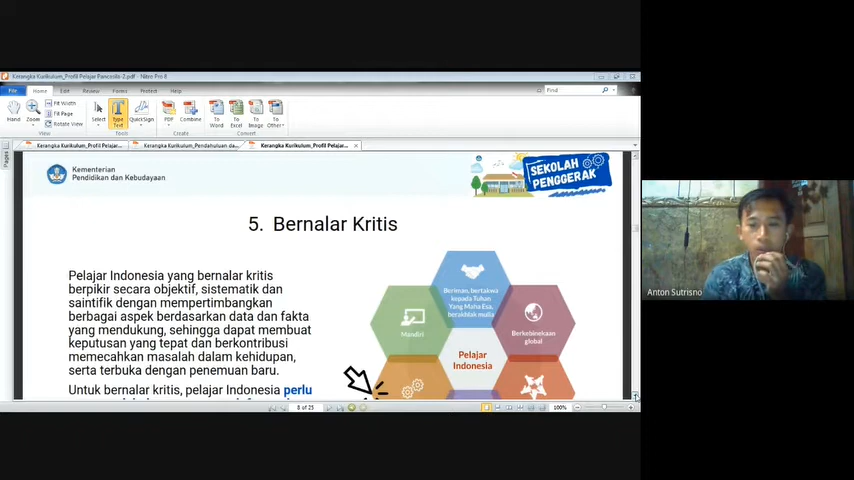 Kerangka Kurikulum_Profil Pelajar Pancasila-2.pdf - Nitro Pro 8
File Home Edit Review Forms Protect Help
Find
Hand Zoom
Fit Width
Fit Page
Rotate View
View
Select Type Text QuickSign
Tools
PDF Combine
Create
To Word To Excel To Image To Other
Convert
Pages
Kerangka Kurikulum_Profil Pelajar...
Kerangka Kurikulum_Pendahuluan da...
Kerangka Kurikulum_Profil Pelajar...
Kementerian
Pendidikan dan Kebudayaan
SEKOLAH
PENGGERAK
5. Bernalar Kritis
Pelajar Indonesia yang bernalar kritis
berpikir secara objektif, sistematik dan
saintifik dengan mempertimbangkan
berbagai aspek berdasarkan data dan fakta
yang mendukung, sehingga dapat membuat
keputusan yang tepat dan berkontribusi
memecahkan masalah dalam kehidupan,
serta terbuka dengan penemuan baru.
Untuk bernalar kritis, pelajar Indonesia perlu
Beriman, bertakwa
kepada Tuhan
Yang Maha Esa,
berakhlak mulia
Mandiri
Berkebinekaan
global
Pelajar
Indonesia
8 of 25
100%
Anton Sutrisno